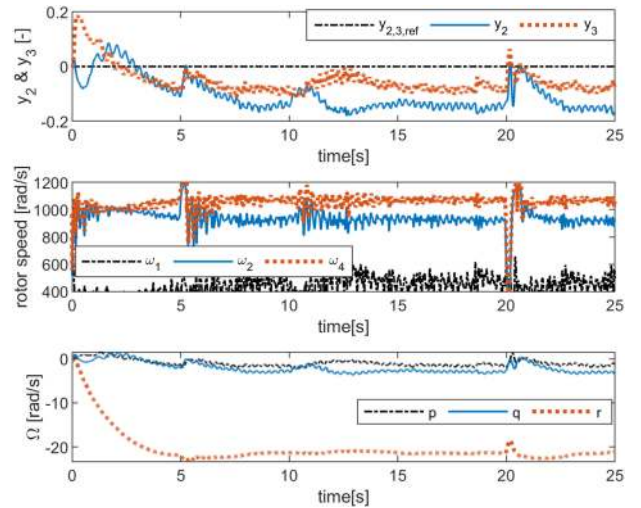 0.2
0
-0.2
y2 & y3 [-]
y2,3,ref y2 y3
0 5 10 15 20 25
time[s]
1200
1000
800
600
400
rotor speed [rad/s]
ω1 ω2 ω4
0 5 10 15 20 25
time[s]
0
-10
-20
Ω [rad/s]
p q r
0 5 10 15 20 25
time[s]